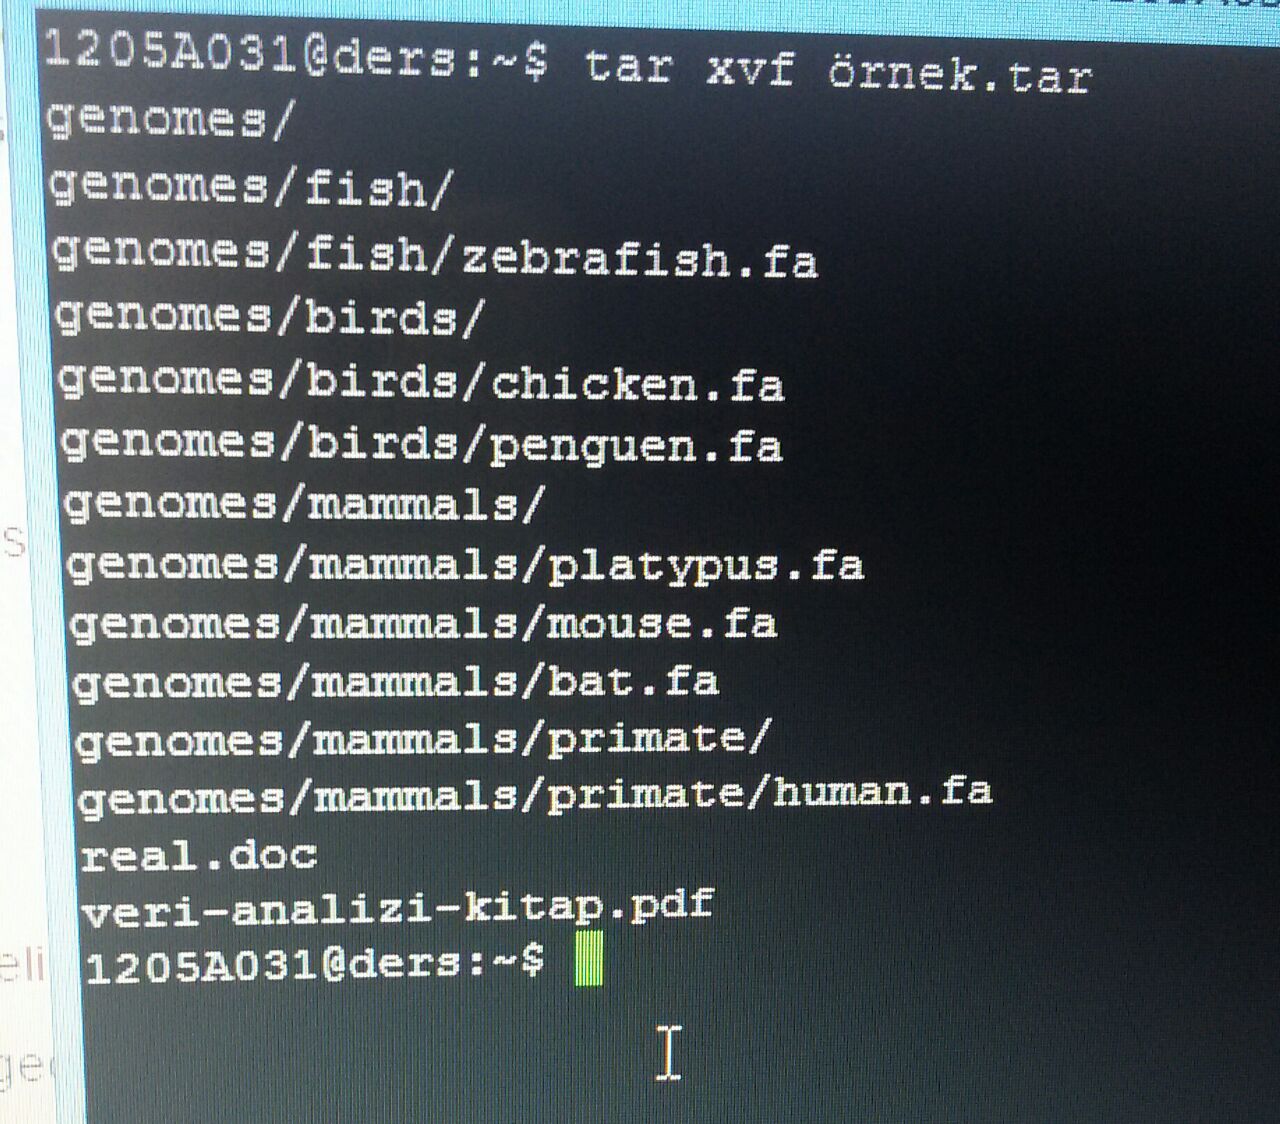 1205A031@ders:~$ tar xvf örnek.tar
genomes/
genomes/fish/
genomes/fish/zebrafish.fa
genomes/birds/
genomes/birds/chicken.fa
genomes/birds/penguen.fa
genomes/mammals/
genomes/mammals/platypus.fa
genomes/mammals/mouse.fa
genomes/mammals/bat.fa
genomes/mammals/primate/
genomes/mammals/primate/human.fa
real.doc
veri-analizi-kitap.pdf
1205A031@ders:~$